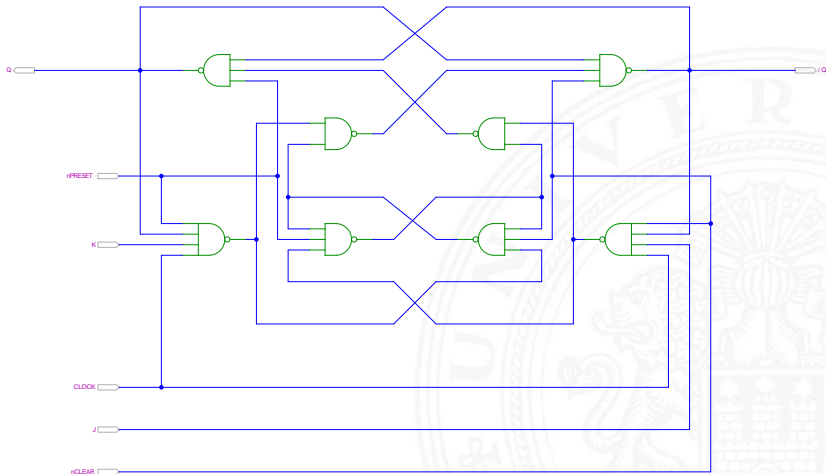 Q
/Q
nPRESET
K
CLOCK
J
nCLEAR
U N I V E R